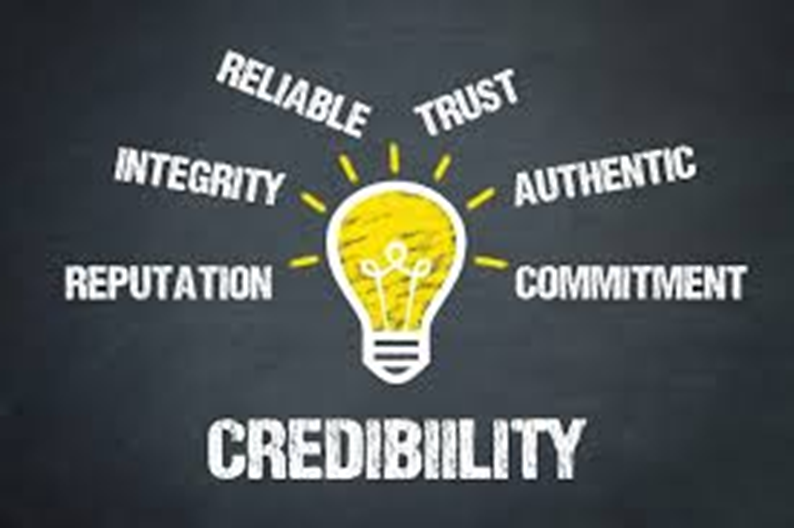 RELIABLE
TRUST
INTEGRITY
AUTHENTIC
REPUTATION
COMMITMENT
CREDIBIILITY